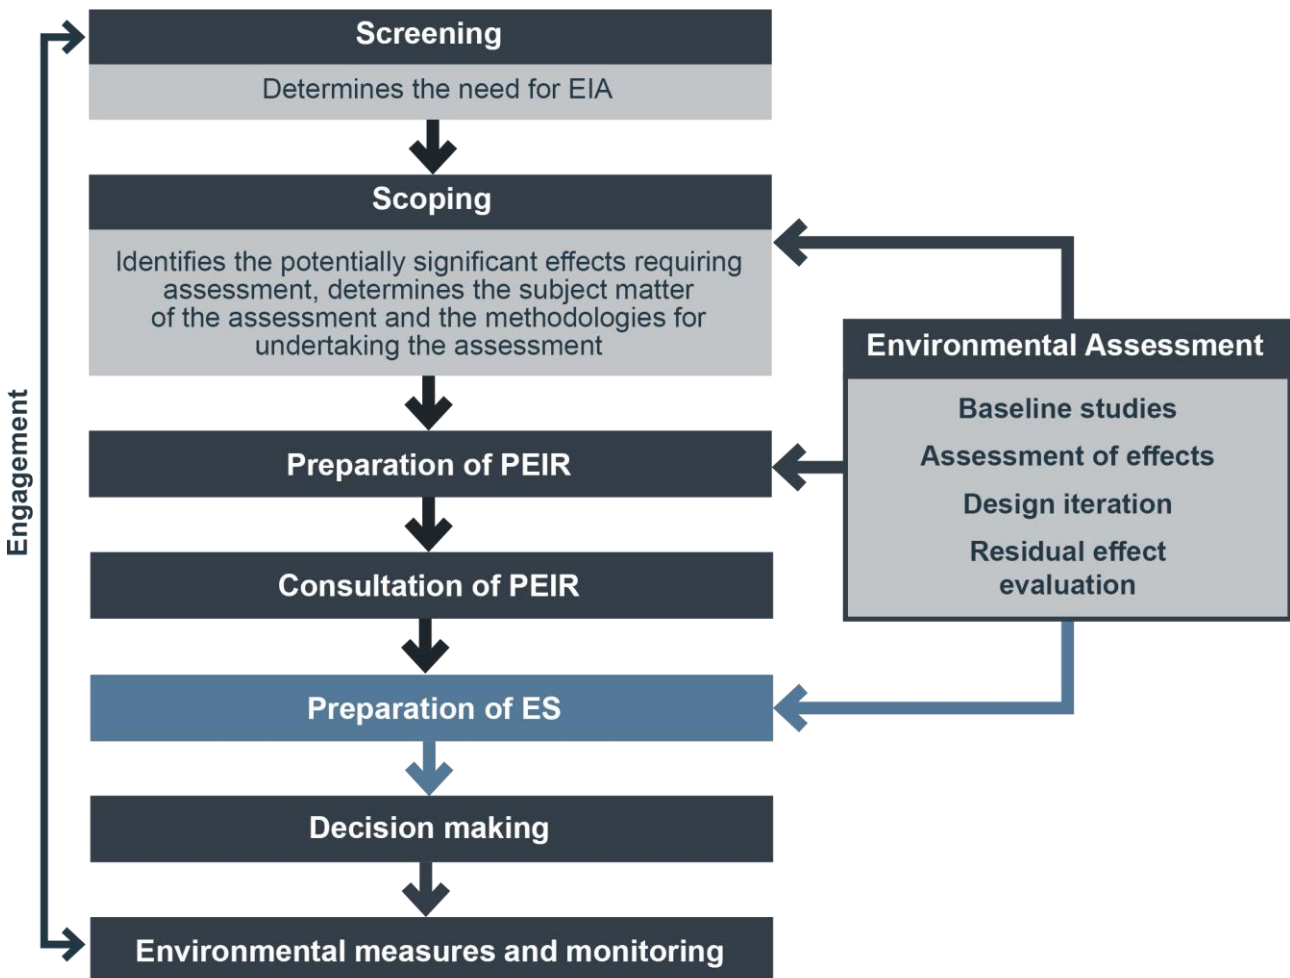 Screening
Determines the need for EIA
Scoping
Identifies the potentially significant effects requiring
assessment, determines the subject matter
of the assessment and the methodologies for
undertaking the assessment
Preparation of PEIR
Consultation of PEIR
Preparation of ES
Decision making
Environmental measures and monitoring
Engagement
Environmental Assessment
Baseline studies
Assessment of effects
Design iteration
Residual effect
evaluation